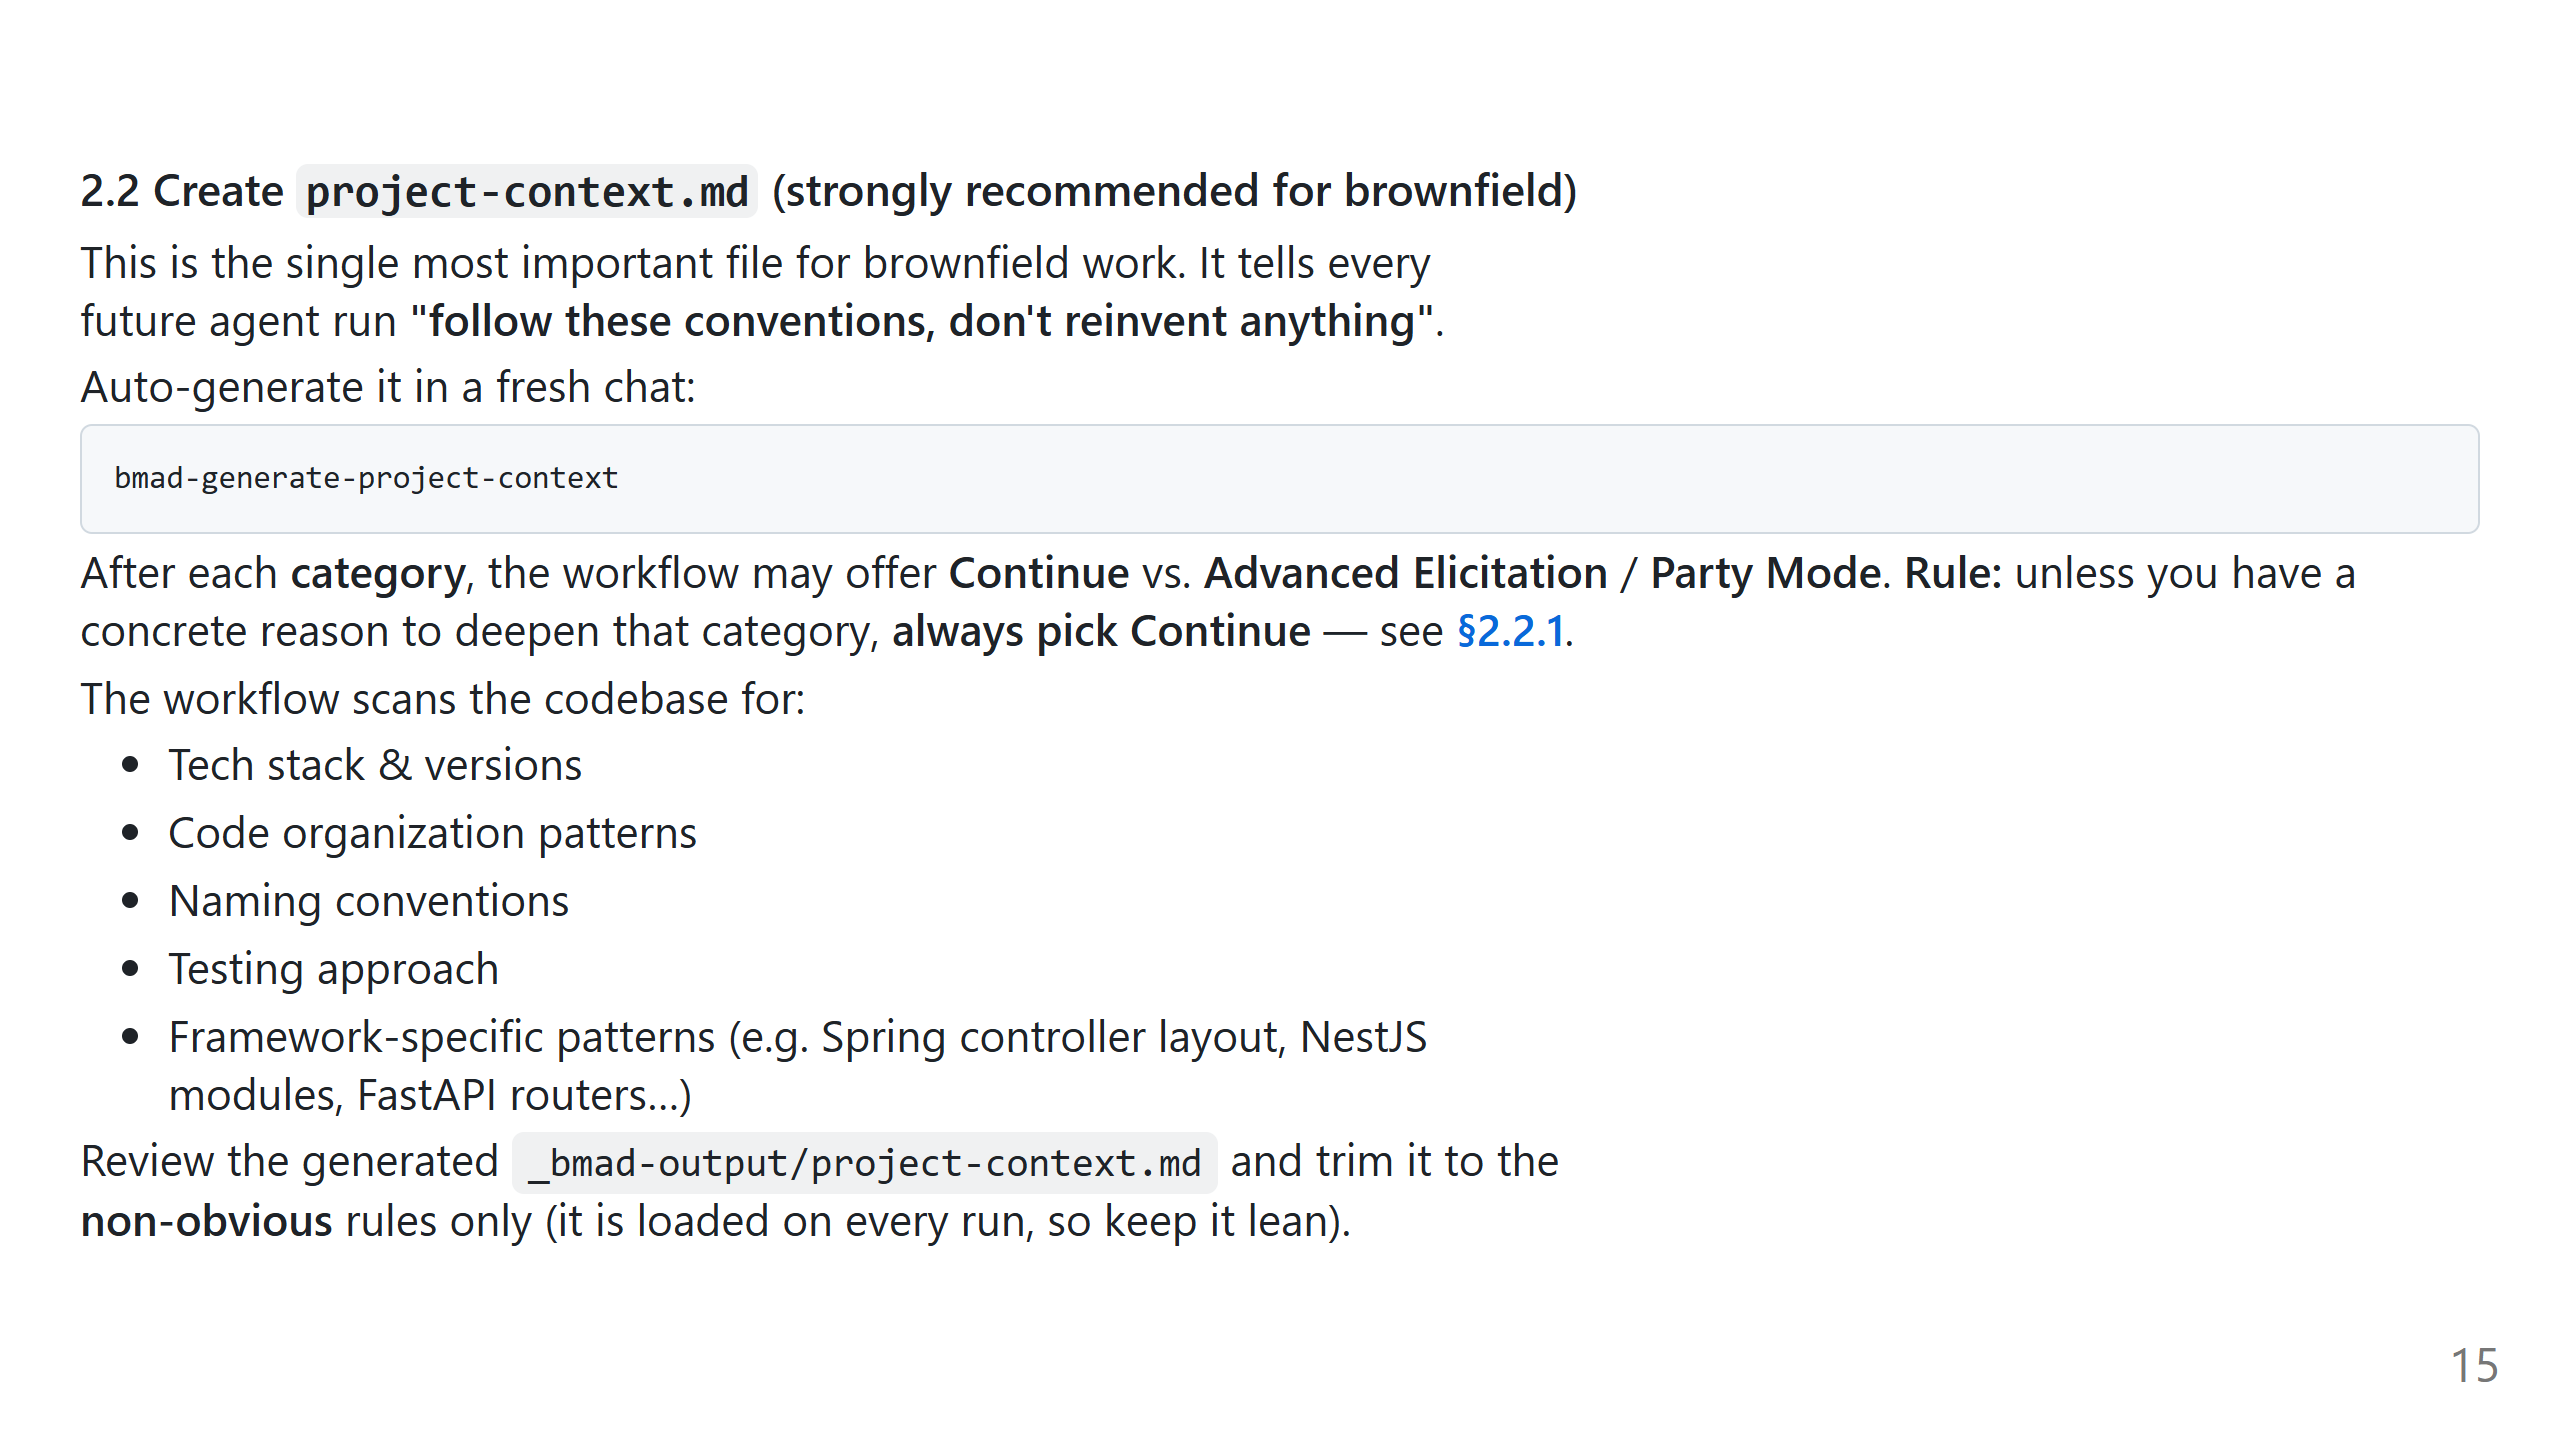 2.2 Create project-context.md (strongly recommended for brownfield)
This is the single most important file for brownfield work. It tells every
future agent run "follow these conventions, don't reinvent anything".
Auto-generate it in a fresh chat:
bmad-generate-project-context
After each category, the workflow may offer Continue vs. Advanced Elicitation / Party Mode. Rule: unless you have a
concrete reason to deepen that category, always pick Continue — see §2.2.1.
The workflow scans the codebase for:
• Tech stack & versions
• Code organization patterns
• Naming conventions
• Testing approach
• Framework-specific patterns (e.g. Spring controller layout, NestJS
modules, FastAPI routers…)
Review the generated _bmad-output/project-context.md and trim it to the
non-obvious rules only (it is loaded on every run, so keep it lean).
15